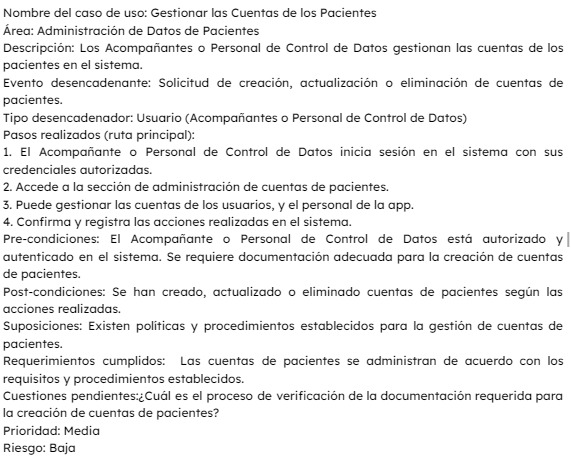 Nombre del caso de uso: Gestionar las Cuentas de los Pacientes
Área: Administración de Datos de Pacientes
Descripción: Los Acompañantes o Personal de Control de Datos gestionan las cuentas de los
pacientes en el sistema.
Evento desencadenante: Solicitud de creación, actualización o eliminación de cuentas de
pacientes.
Tipo desencadenador: Usuario (Acompañantes o Personal de Control de Datos)
Pasos realizados (ruta principal):
1. El Acompañante o Personal de Control de Datos inicia sesión en el sistema con sus
credenciales autorizadas.
2. Accede a la sección de administración de cuentas de pacientes.
3. Puede gestionar las cuentas de los usuarios, y el personal de la app.
4. Confirma y registra las acciones realizadas en el sistema.
Pre-condiciones: El Acompañante o Personal de Control de Datos está autorizado y
autenticado en el sistema. Se requiere documentación adecuada para la creación de cuentas
de pacientes.
Post-condiciones: Se han creado, actualizado o eliminado cuentas de pacientes según las
acciones realizadas.
Suposiciones: Existen políticas y procedimientos establecidos para la gestión de cuentas de
pacientes.
Requerimientos cumplidos: Las cuentas de pacientes se administran de acuerdo con los
requisitos y procedimientos establecidos.
Cuestiones pendientes:¿Cuál es el proceso de verificación de la documentación requerida para
la creación de cuentas de pacientes?
Prioridad: Media
Riesgo: Baja